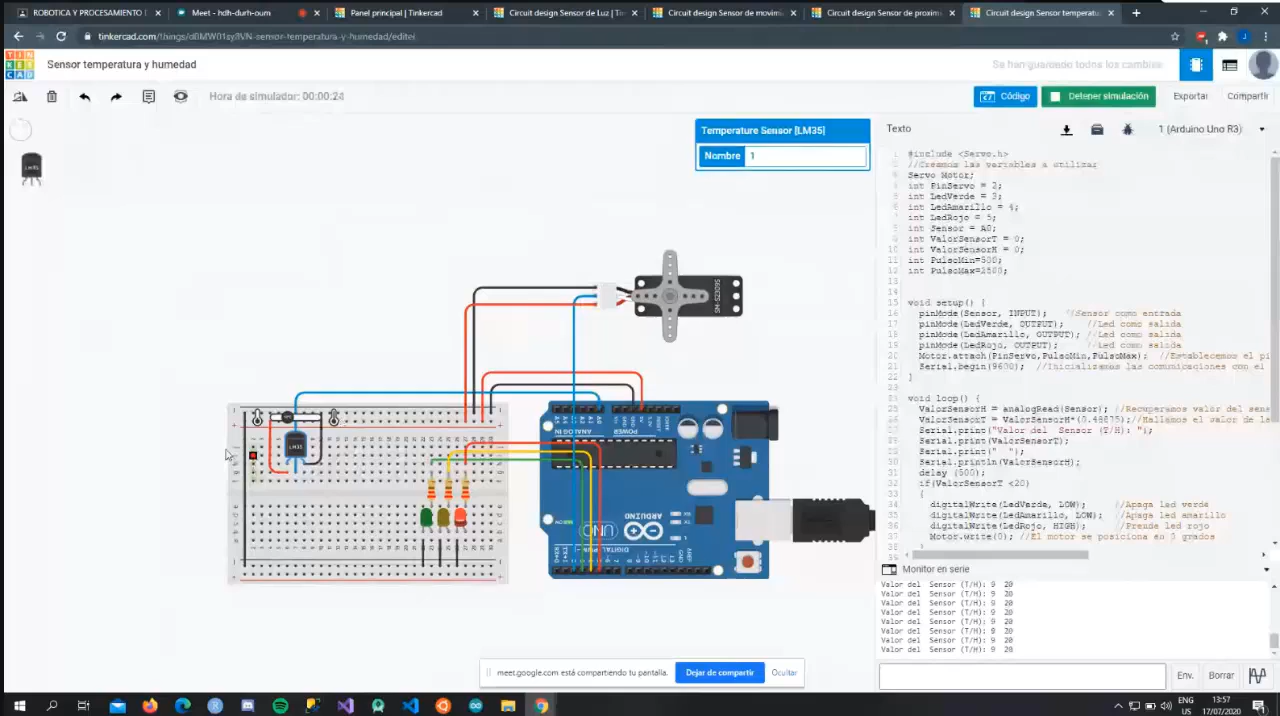 ROBOTICA Y PROCESAMIENTO
Meet - hdh-durh-oum
Panel principal | Tinkercad
Circuit design Sensor de Luz | Tin
Circuit design Sensor de movimie
Circuit design Sensor de proxim
Circuit design Sensor temperatu
Sensor temperatura y humedad
Se han guardado todos los cambios
Hora de simulador: 00:00:24
Código
Detener simulación
Exportar
Compartir
Temperature Sensor [LM35]
Nombre
1
LM35
Texto
1 (Arduino Uno R3)
#include <Servo.h>
//Creamos las variables a utilizar
Servo Motor;
int PinServo = 2;
int LedVerde = 3;
int LedAmarillo = 4;
int LedRojo = 5;
int Sensor = A0;
int ValorSensorT = 0;
int ValorSensorH = 0;
int PulsoMin=500;
int PulsoMax=2500;
void setup() {
pinMode(Sensor, INPUT); //Sensor como entrada
pinMode(LedVerde, OUTPUT); //Led como salida
pinMode(LedAmarillo, OUTPUT); //Led como salida
pinMode(LedRojo, OUTPUT); //Led como salida
Motor.attach(PinServo,PulsoMin,PulsoMax); //Establecemos el pi
Serial.begin(9600); //Inicializamos las comunicaciones con el
}
void loop() {
ValorSensorH = analogRead(Sensor); //Recuperamos valor del sens
ValorSensorT = ValorSensorH*(0.48875);//Hallamos el valor de la
Serial.print("Valor del Sensor (T/H): ");
Serial.print(ValorSensorT);
Serial.print("  ");
Serial.println(ValorSensorH);
delay (500);
if(ValorSensorT <20)
{
digitalWrite(LedVerde, LOW); //Apaga led verde
digitalWrite(LedAmarillo, LOW); //Apaga led amarillo
digitalWrite(LedRojo, HIGH); //Prende led rojo
Motor.write(0); //El motor se posiciona en 0 grados
Monitor en serie
Valor del Sensor (T/H): 9 20
Valor del Sensor (T/H): 9 20
Valor del Sensor (T/H): 9 20
Valor del Sensor (T/H): 9 20
Valor del Sensor (T/H): 9 20
Valor del Sensor (T/H): 9 20
Valor del Sensor (T/H): 9 20
Valor del Sensor (T/H): 9 20
Env.
Borrar
ANALOG IN
POWER
ARDUINO
UNO
meet.google.com está compartiendo tu pantalla.
Dejar de compartir
Ocultar
ENG
US
13:57
17/07/2020